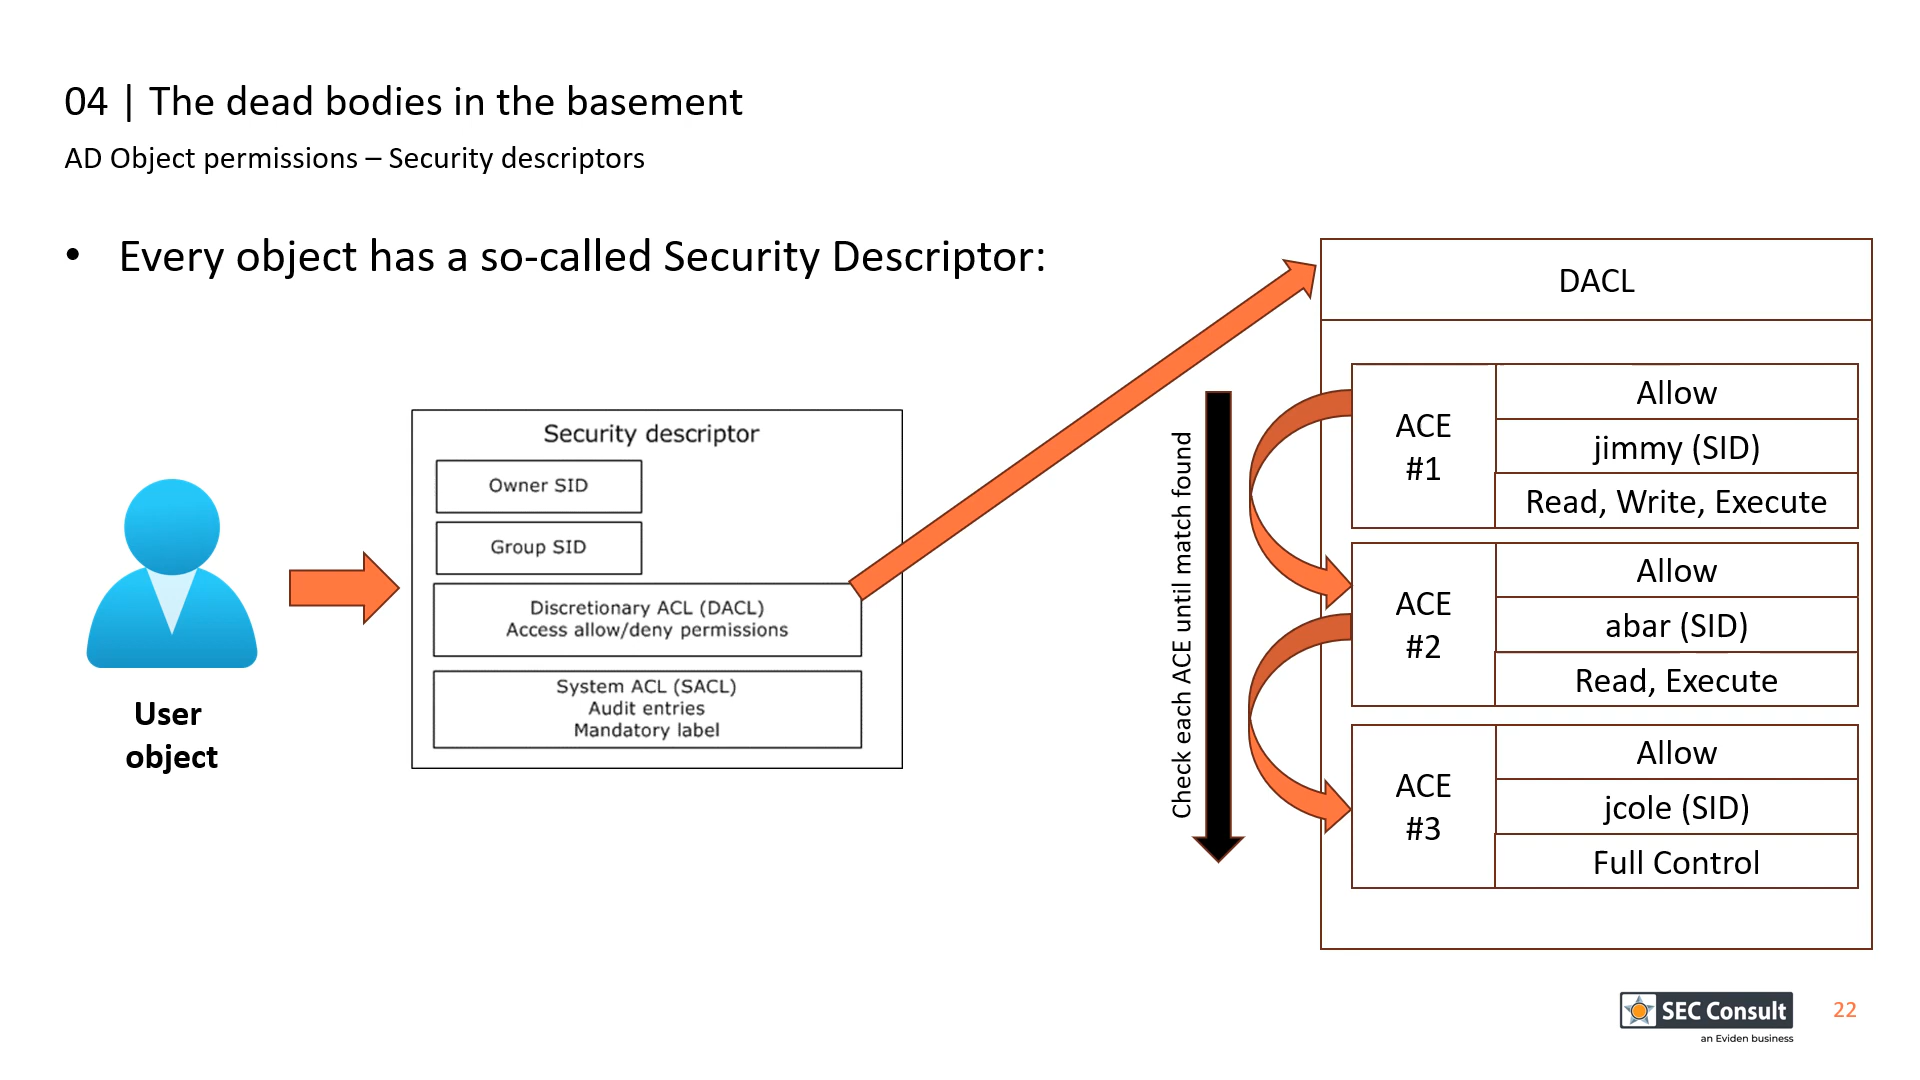 04 | The dead bodies in the basement
AD Object permissions – Security descriptors
• Every object has a so-called Security Descriptor:
User
object
Security descriptor
Owner SID
Group SID
Discretionary ACL (DACL)
Access allow/deny permissions
System ACL (SACL)
Audit entries
Mandatory label
Check each ACE until match found
DACL
ACE
#1
Allow
jimmy (SID)
Read, Write, Execute
ACE
#2
Allow
abar (SID)
Read, Execute
ACE
#3
Allow
jcole (SID)
Full Control
SEC Consult
an Eviden business
22